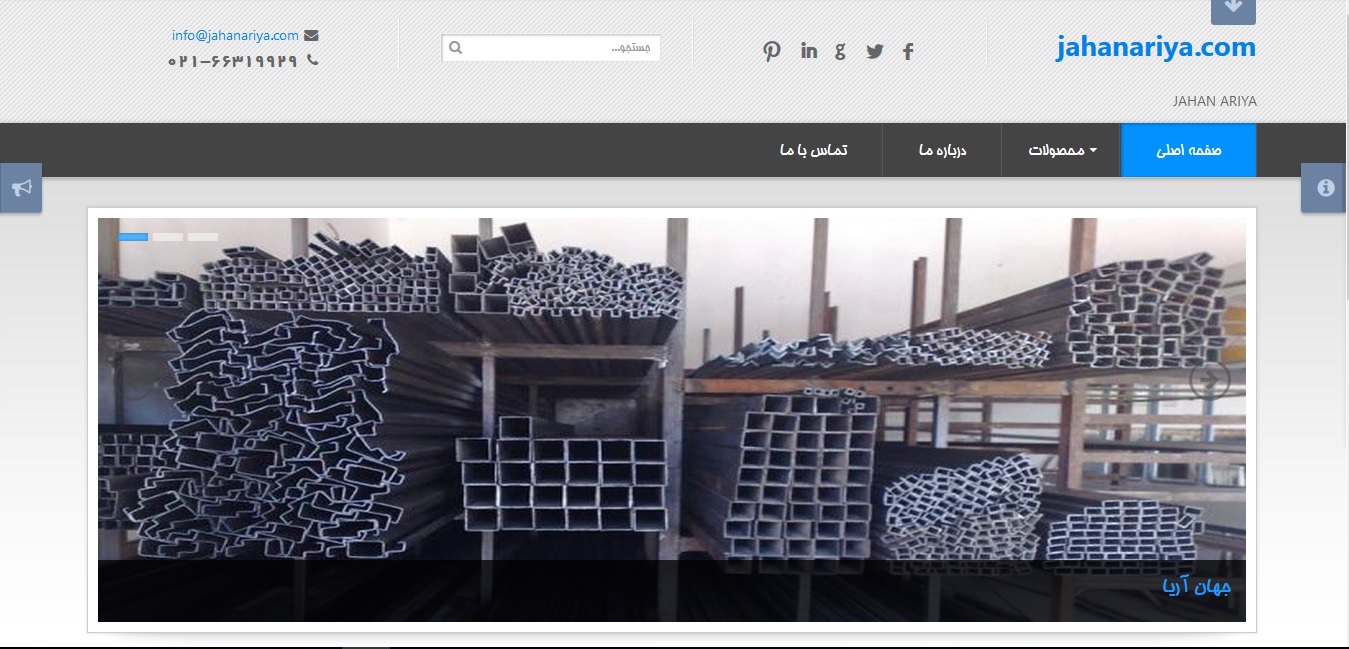 jahanariya.com
JAHAN ARIYA
جستجو...
info@jahanariya.com
۰۲۱-۶۶۳۱۹۹۲۹
صفحه اصلی
محصولات
درباره ما
تماس با ما
جهان آریا